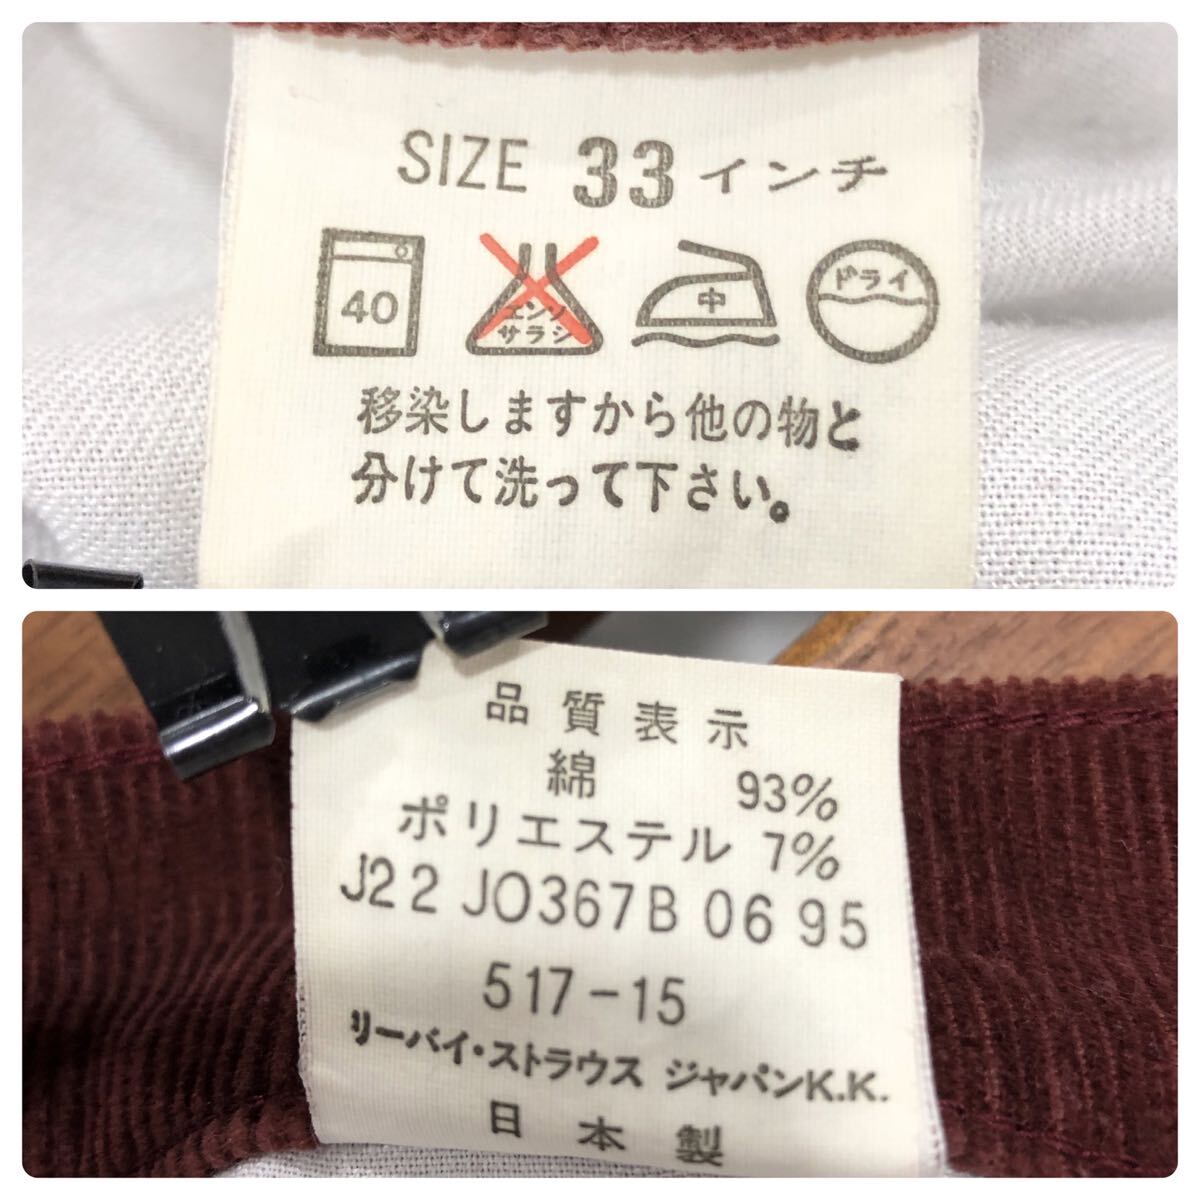 SIZE 33インチ
40
エンソ
サラシ
中
ドライ
移染しますから他の物と
分けて洗って下さい。
品質表示
綿 93%
ポリエステル 7%
J22 J0367B 06 95
517-15
リーバイ・ストラウス ジャパンK.K.
日本製